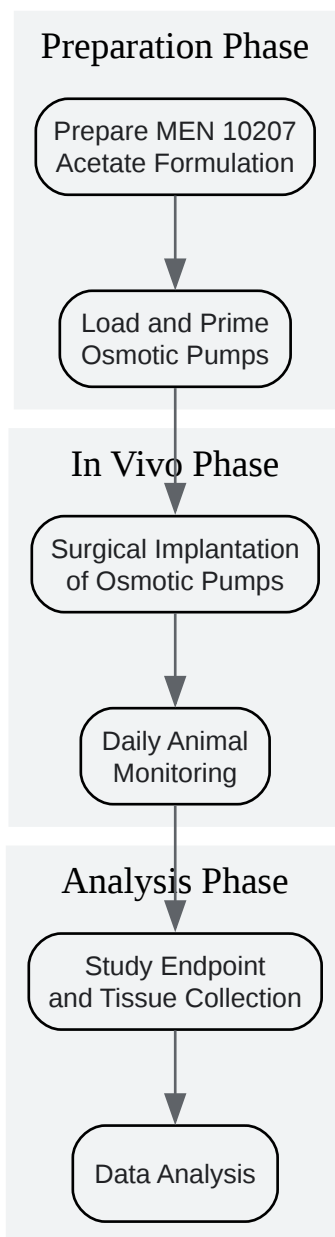 Preparation Phase
Prepare MEN 10207
Acetate Formulation
Load and Prime
Osmotic Pumps
In Vivo Phase
Surgical Implantation
of Osmotic Pumps
Daily Animal
Monitoring
Analysis Phase
Study Endpoint
and Tissue Collection
Data Analysis